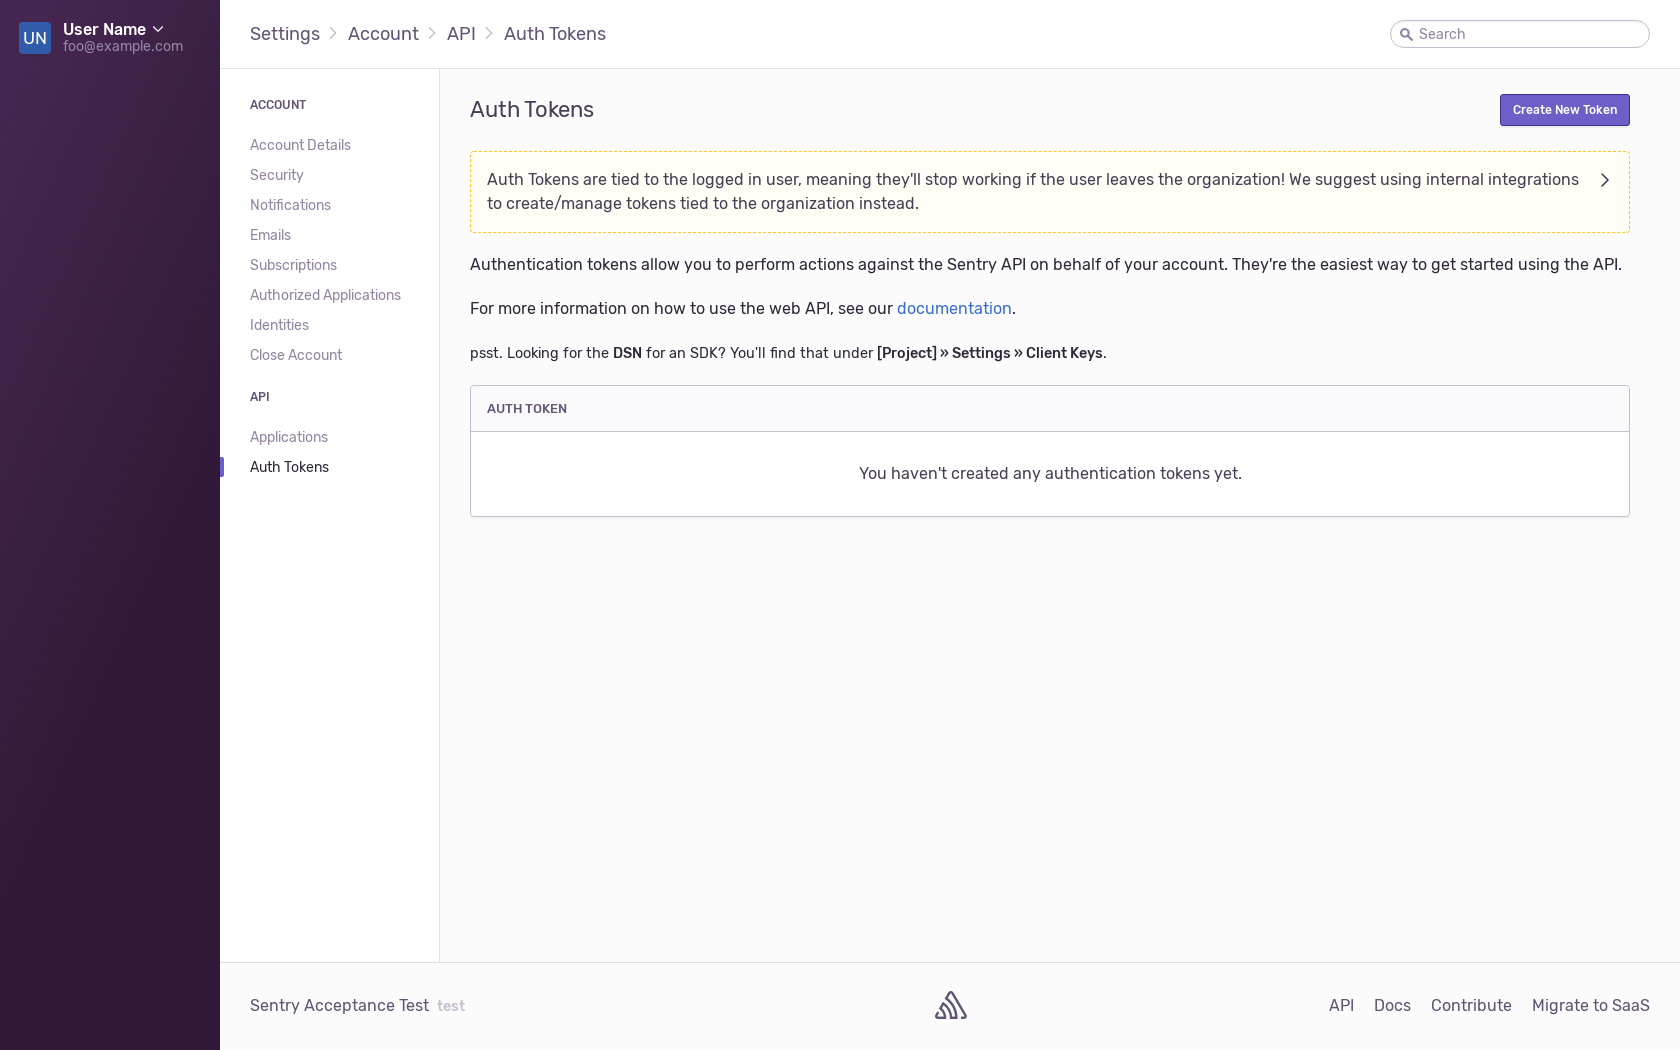 UN
User Name
foo@example.com
Settings
Account
API
Auth Tokens
Search
ACCOUNT
Account Details
Security
Notifications
Emails
Subscriptions
Authorized Applications
Identities
Close Account
API
Applications
Auth Tokens
Auth Tokens
Create New Token
Auth Tokens are tied to the logged in user, meaning they'll stop working if the user leaves the organization! We suggest using internal integrations
to create/manage tokens tied to the organization instead.
Authentication tokens allow you to perform actions against the Sentry API on behalf of your account. They're the easiest way to get started using the API.
For more information on how to use the web API, see our documentation.
psst. Looking for the DSN for an SDK? You'll find that under [Project] » Settings » Client Keys.
AUTH TOKEN
You haven't created any authentication tokens yet.
Sentry Acceptance Test test
API
Docs
Contribute
Migrate to SaaS